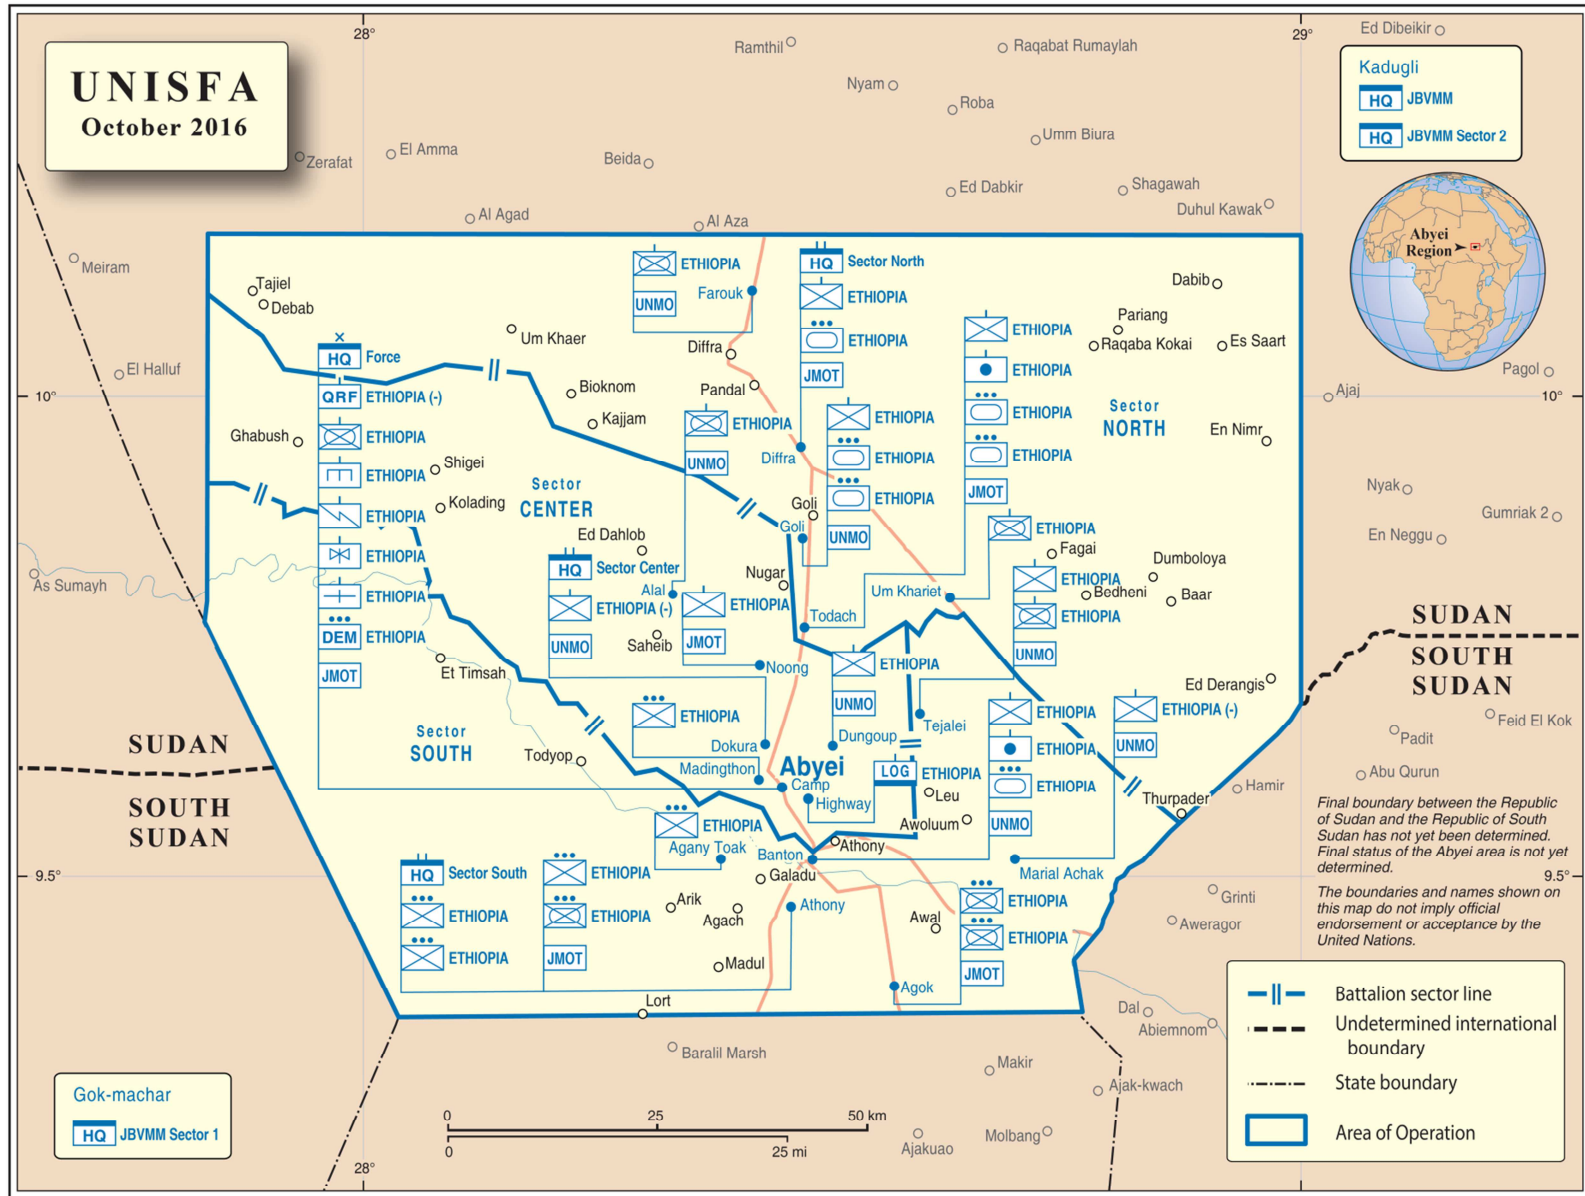 UNISFA
October 2016
28°
29°
Ramthil
Raqabat Rumaylah
Ed Dibeikir
Nyam
Roba
Umm Biura
Zerafat
El Amma
Beida
Ed Dabkir
Shagawah
Duhul Kawak
Al Agad
Al Aza
Meiram
El Halluf
As Sumayh
Kadugli
HQ JBVMM
HQ JBVMM Sector 2
Abyei
Region
Pagol
Ajaj
10°
10°
Nyak
Gumriak 2
En Neggu
Tajiel
Debab
Um Khaer
ETHIOPIA
UNMO
Farouk
HQ Sector North
ETHIOPIA
ETHIOPIA
JMOT
Diffra
Diffra
Pandal
ETHIOPIA
ETHIOPIA
ETHIOPIA
ETHIOPIA
JMOT
Dabib
Pariang
Raqaba Kokai
Es Saart
Sector
NORTH
En Nimr
HQ Force
QRF ETHIOPIA (-)
ETHIOPIA
ETHIOPIA
ETHIOPIA
ETHIOPIA
ETHIOPIA
DEM ETHIOPIA
JMOT
Ghabush
Bioknom
Kajjam
Shigei
Kolading
Sector
CENTER
ETHIOPIA
UNMO
ETHIOPIA
ETHIOPIA
ETHIOPIA
UNMO
Goli
Goli
Ed Dahlob
HQ Sector Center
ETHIOPIA (-)
UNMO
Alal
Saheib
Nugar
ETHIOPIA
JMOT
Noong
Todach
Um Khariet
ETHIOPIA
Fagai
Dumboloya
ETHIOPIA
Bedheni
Baar
ETHIOPIA
UNMO
Ed Derangis
SUDAN
SOUTH
SUDAN
Feid El Kok
Padit
Abu Qurun
Hamir
Et Timsah
Sector
SOUTH
Todyop
ETHIOPIA
Dokura
Madingthon
Abyei
Camp
Highway
ETHIOPIA
UNMO
Dungoup
Tejalei
LOG ETHIOPIA
Leu
Awoluum
ETHIOPIA
ETHIOPIA
ETHIOPIA
UNMO
ETHIOPIA (-)
UNMO
Thurpader
SUDAN
SOUTH
SUDAN
ETHIOPIA
Agany Toak
Banton
Athony
Galadu
Marial Achak
9.5°
9.5°
HQ Sector South
ETHIOPIA
ETHIOPIA
ETHIOPIA
ETHIOPIA
JMOT
Arik
Agach
Athony
Madul
Lort
Awal
ETHIOPIA
ETHIOPIA
JMOT
Agok
Grinti
Aweragor
Final boundary between the Republic
of Sudan and the Republic of South
Sudan has not yet been determined.
Final status of the Abyei area is not yet
determined.
The boundaries and names shown on
this map do not imply official
endorsement or acceptance by the
United Nations.
Dal
Abiemnom
Baralil Marsh
Makir
Ajak-kwach
Ajakuao
Molbang
Gok-machar
HQ JBVMM Sector 1
28°
0 25 50 km
0 25 mi
Battalion sector line
Undetermined international
boundary
State boundary
Area of Operation